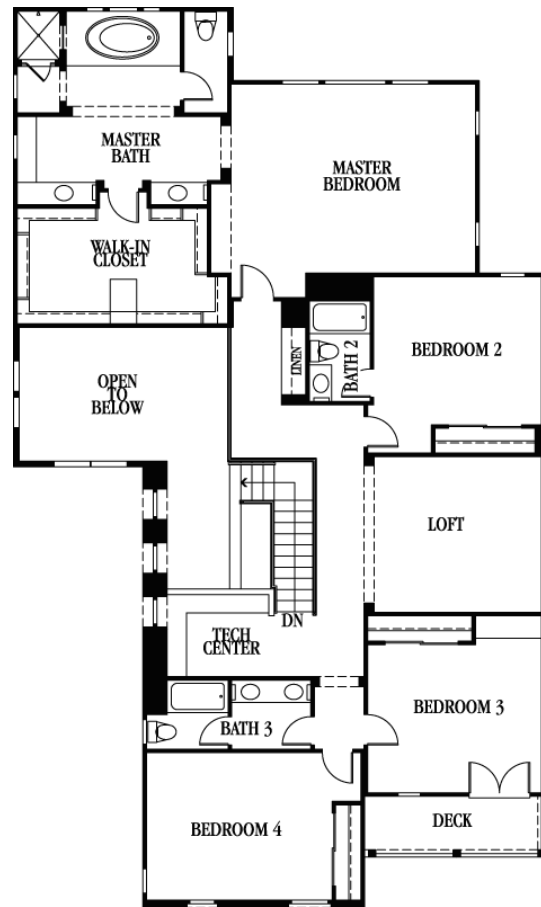 MASTER
BATH
MASTER
BEDROOM
WALK-IN
CLOSET
LINEN
BATH 2
BEDROOM 2
OPEN
TO
BELOW
LOFT
DN
TECH
CENTER
BEDROOM 3
BATH 3
DECK
BEDROOM 4